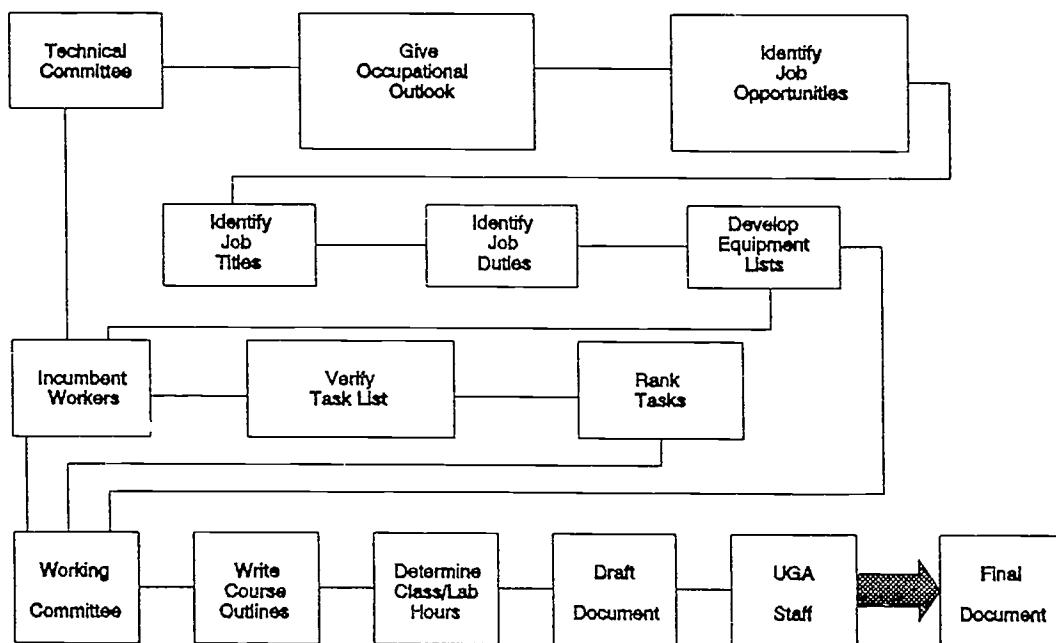 Technical
Committee
Give
Occupational
Outlook
Identify
Job
Opportunities
Identify
Job
Titles
Identify
Job
Duties
Develop
Equipment
Lists
Incumbent
Workers
Verify
Task List
Rank
Tasks
Working
Committee
Write
Course
Outlines
Determine
Class/Lab
Hours
Draft
Document
UGA
Staff
Final
Document